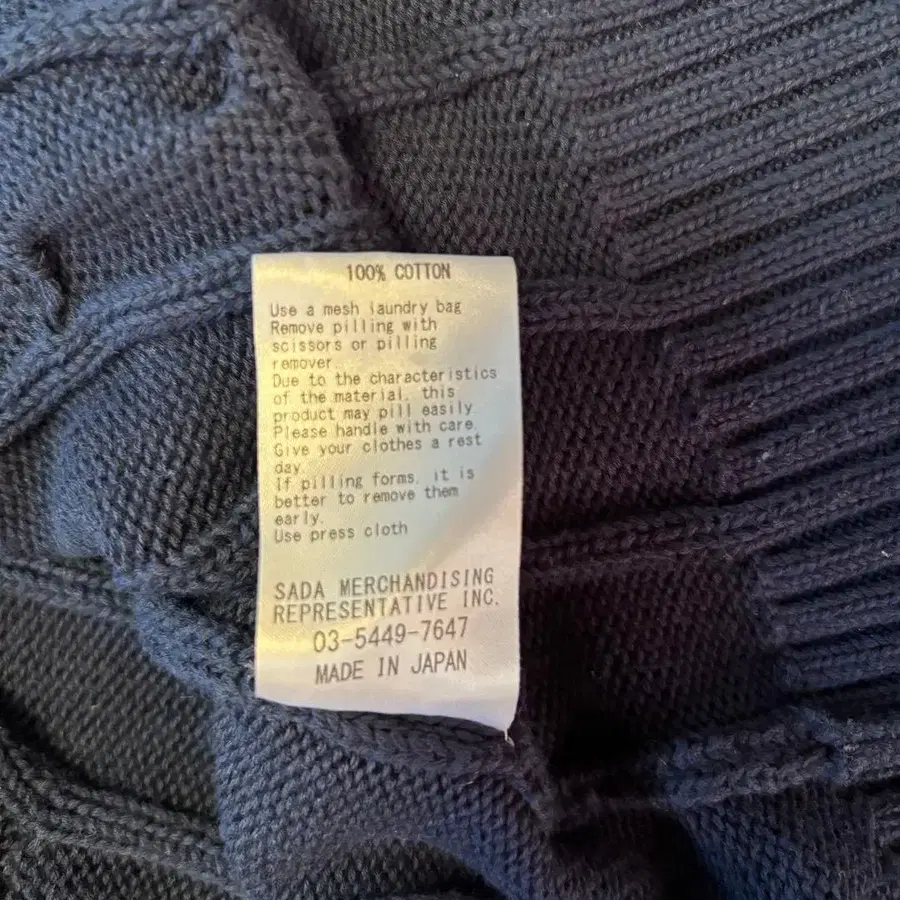 100% COTTON
Use a mesh laundry bag
Remove pilling with
scissors or pilling
remover.
Due to the characteristics
of the material, this
product may pill easily.
Please handle with care.
Give your clothes a rest
day.
If pilling forms, it is
better to remove them
early.
Use press cloth
SADA MERCHANDISING
REPRESENTATIVE INC.
03-5449-7647
MADE IN JAPAN